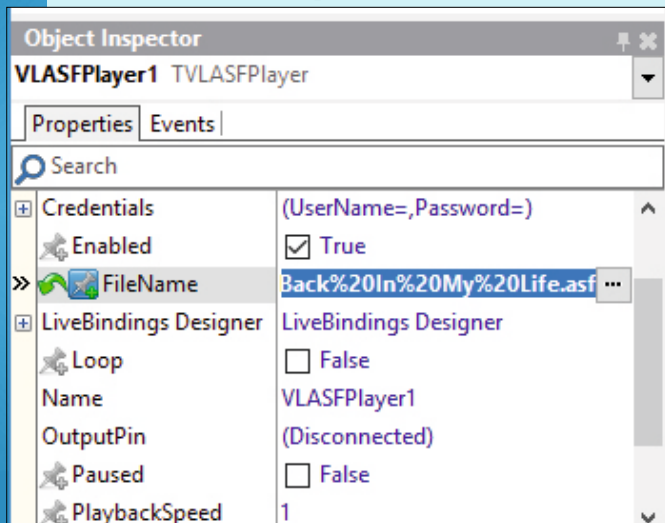 Object Inspector
VLASFPlayer1 TVLASFPlayer
Properties Events
Search
Credentials (UserName=,Password=)
Enabled True
FileName Back%20In%20My%20Life.asf ...
LiveBindings Designer LiveBindings Designer
Loop False
Name VLASFPlayer1
OutputPin (Disconnected)
Paused False
PlaybackSpeed 1